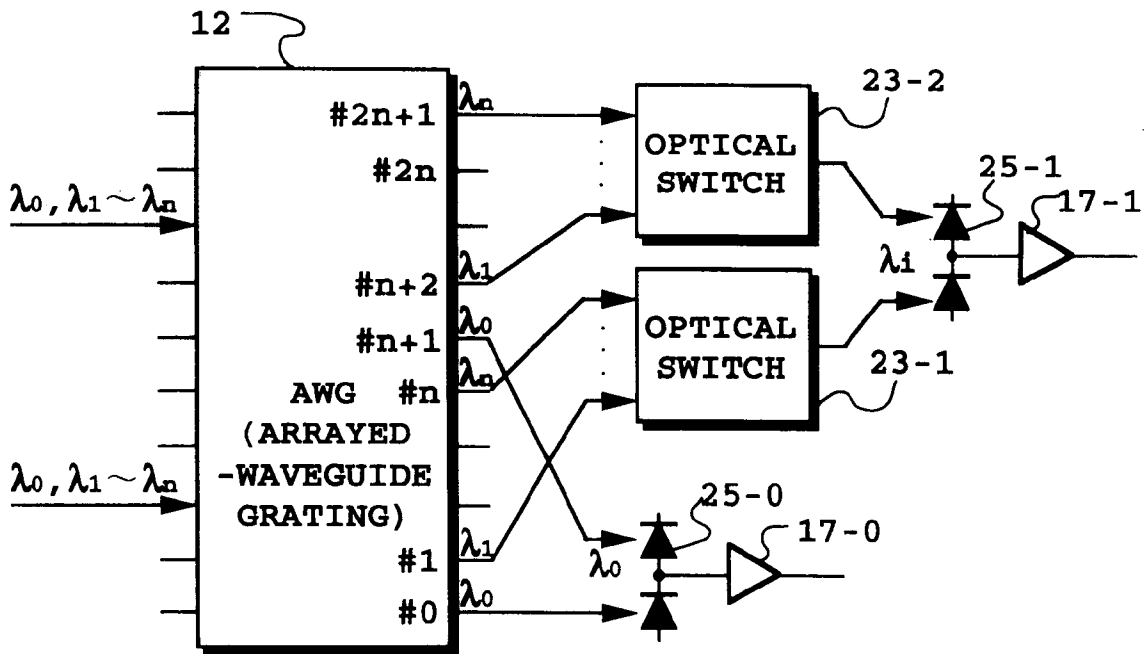 12
23-2
#2n+1
λn
OPTICAL
SWITCH
#2n
25-1
17-1
λ0, λ1~λn
#n+2
λ1
λi
#n+1
λ0
OPTICAL
SWITCH
#n
λn
23-1
AWG
(ARRAYED
-WAVEGUIDE
GRATING)
λ0, λ1~λn
25-0
17-0
#1
λ1
λ0
#0
λ0